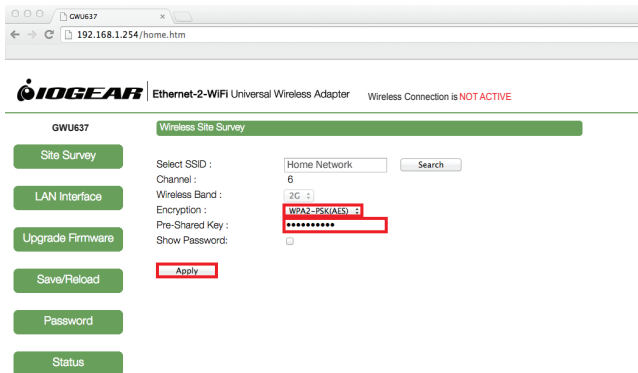 GWU637
192.168.1.254/home.htm
IOGEAR Ethernet-2-WiFi Universal Wireless Adapter Wireless Connection is NOT ACTIVE
GWU637
Site Survey
LAN Interface
Upgrade Firmware
Save/Reload
Password
Status
Wireless Site Survey
Select SSID : Home Network Search
Channel : 6
Wireless Band : 2G
Encryption : WPA2-PSK(AES)
Pre-Shared Key : ••••••••••
Show Password:
Apply